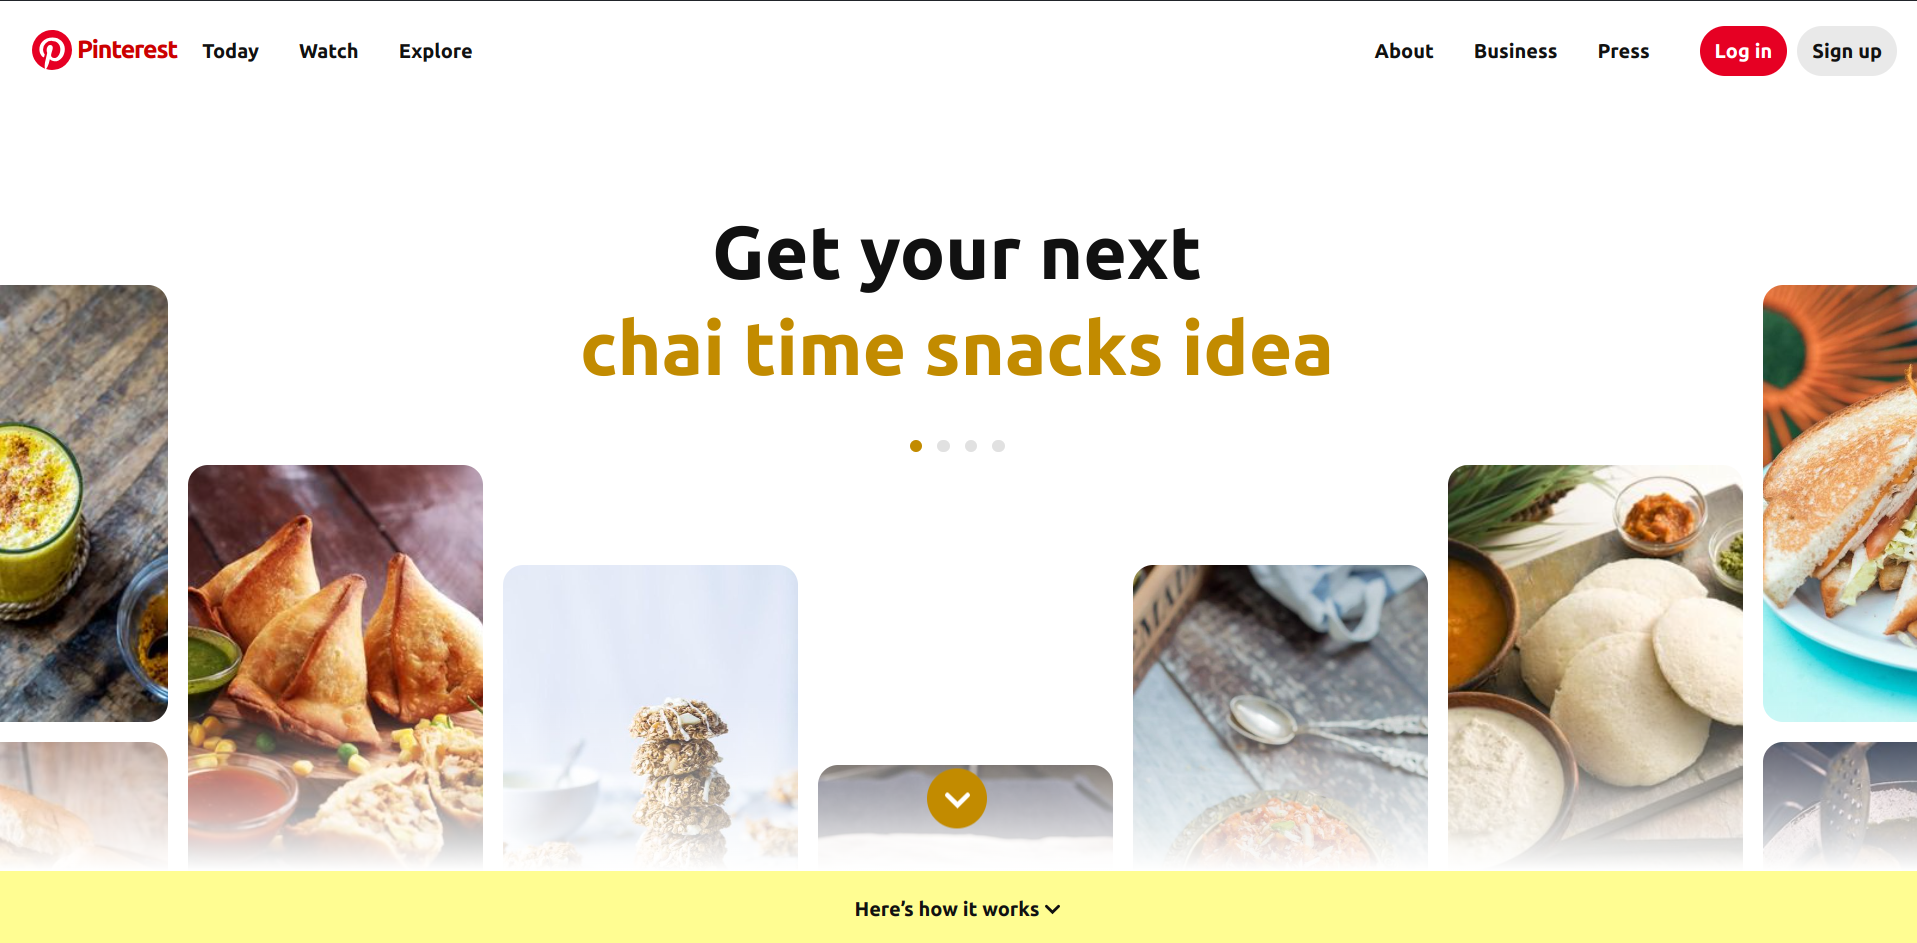 Pinterest Today Watch Explore About Business Press Log in Sign up
Get your next
chai time snacks idea
Here's how it works